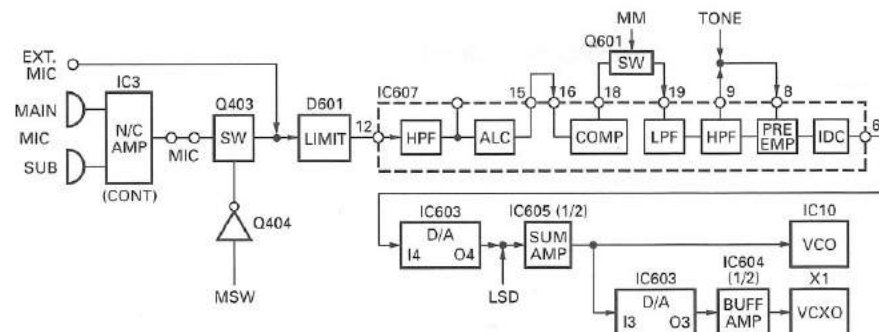 MM
TONE
EXT.
MIC
IC3
Q403
D601
Q601
SW
IC607
15
16
18
19
9
8
MAIN
MIC
SUB
N/C
AMP
MIC
SW
LIMIT
12
HPF
ALC
COMP
LPF
HPF
PRE
EMP
IDC
6
(CONT)
Q404
MSW
IC603
D/A
I4
O4
LSD
IC605 (1/2)
SUM
AMP
IC10
VCO
IC603
D/A
I3
O3
IC604
(1/2)
BUFF
AMP
X1
VCXO